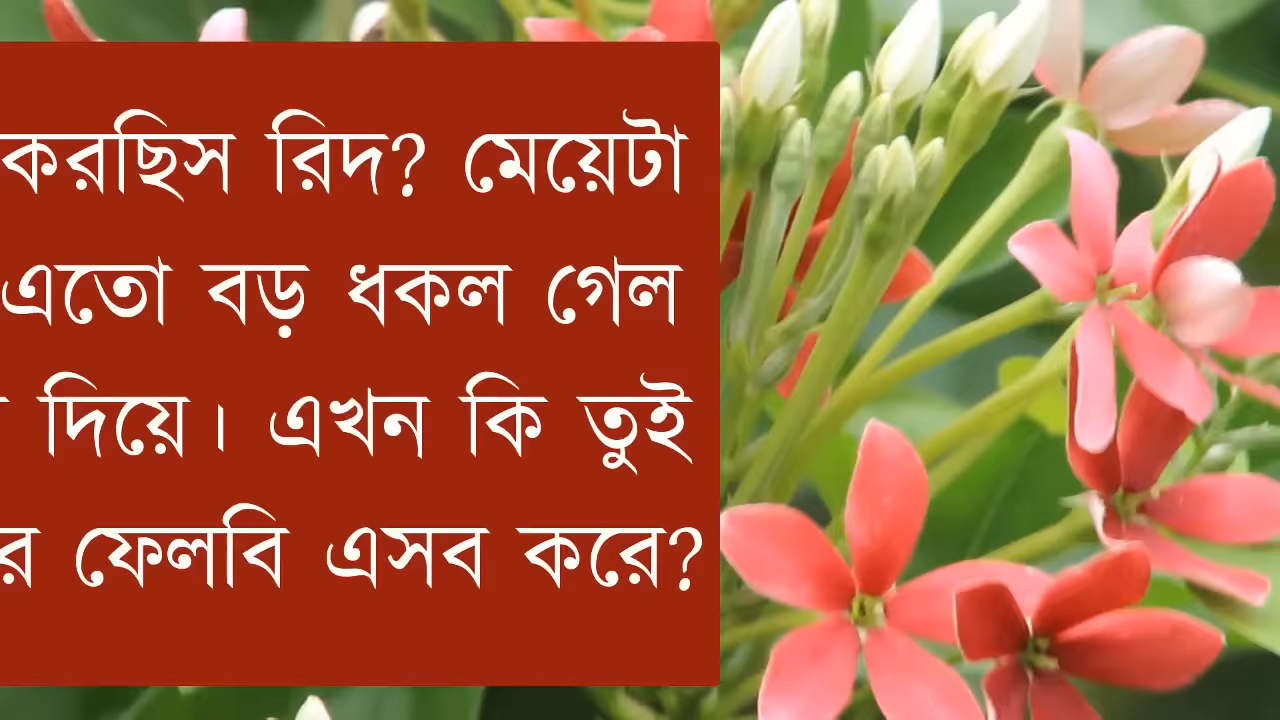 করছিস রিদ? মেয়েটা
এতো বড় ধকল গেল
দিয়ে। এখন কি তুই
ফেলবি এসব করে?